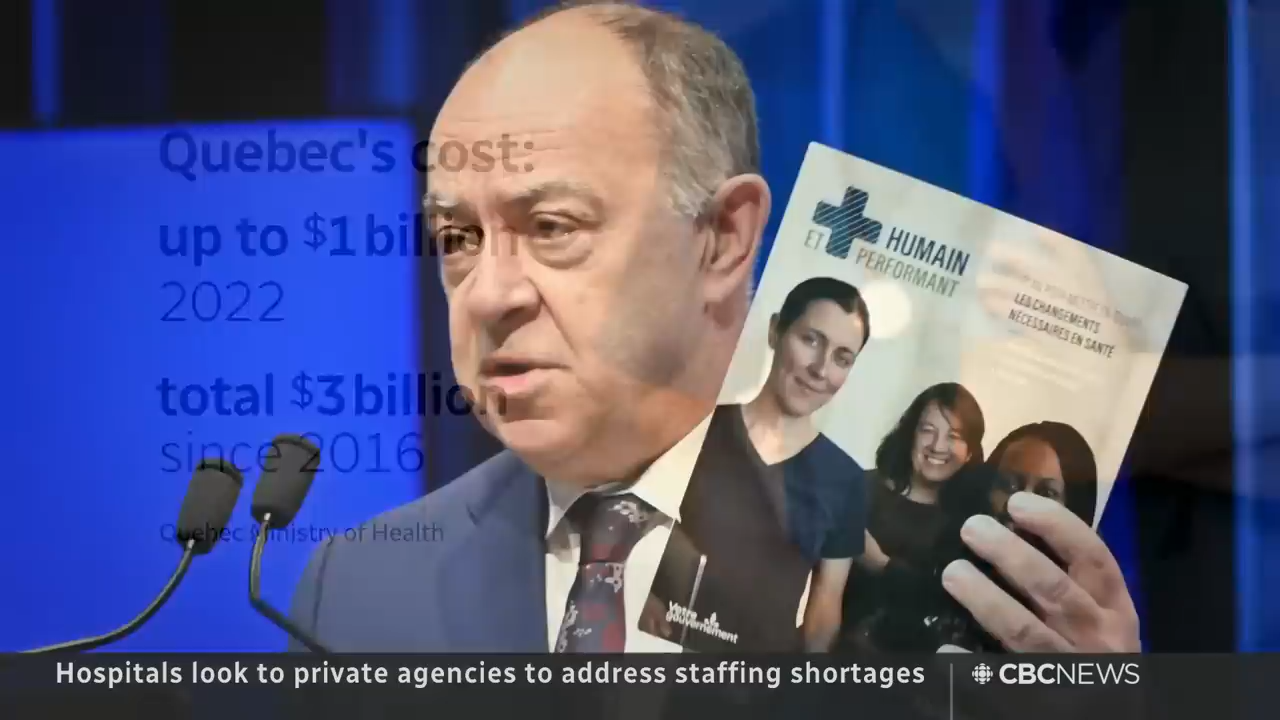 Quebec's cost:
up to $1 billion
2022
total $3 billion
since 2016
Quebec Ministry of Health
ET HUMAIN
PERFORMANT
LES CHANGEMENTS
NÉCESSAIRES EN SANTÉ
Votre
gouvernement
Hospitals look to private agencies to address staffing shortages
CBCNEWS